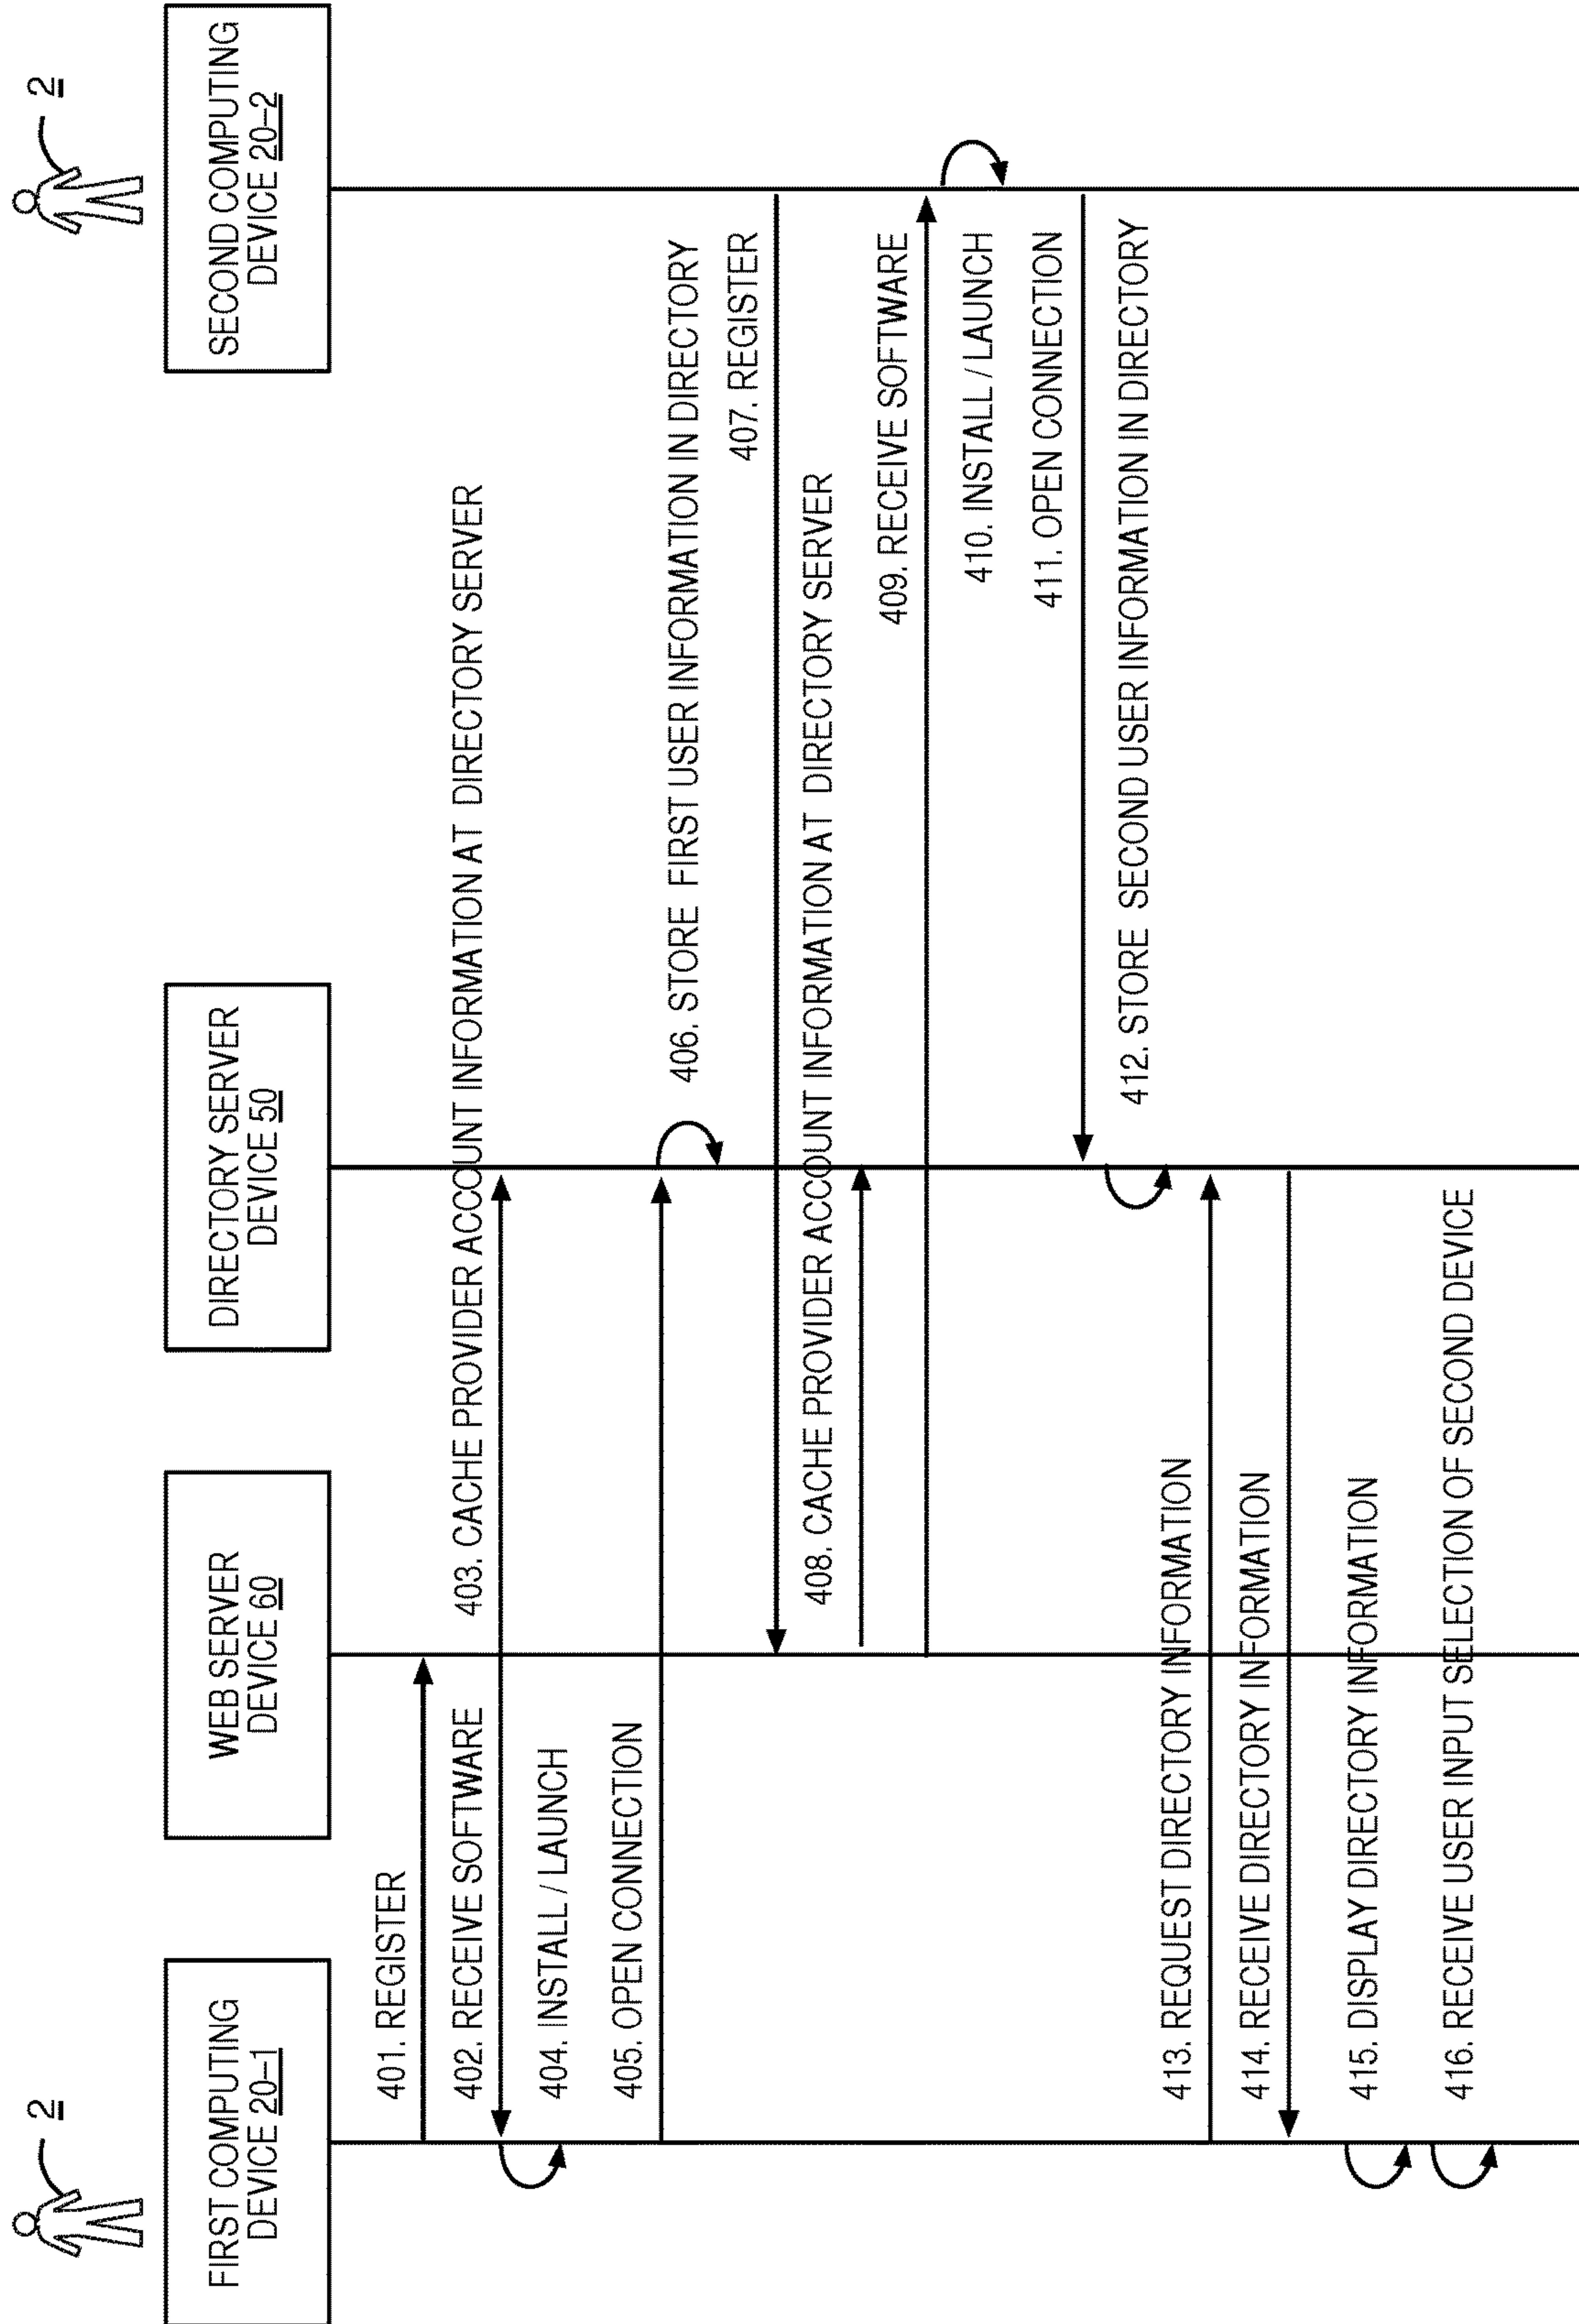 2
2
FIRST COMPUTING
DEVICE 20–1
WEB SERVER
DEVICE 60
DIRECTORY SERVER
DEVICE 50
SECOND COMPUTING
DEVICE 20–2
401. REGISTER
402. RECEIVE SOFTWARE
403. CACHE PROVIDER ACCOUNT INFORMATION AT DIRECTORY SERVER
404. INSTALL / LAUNCH
405. OPEN CONNECTION
406. STORE FIRST USER INFORMATION IN DIRECTORY
407. REGISTER
408. CACHE PROVIDER ACCOUNT INFORMATION AT DIRECTORY SERVER
409. RECEIVE SOFTWARE
410. INSTALL / LAUNCH
411. OPEN CONNECTION
412. STORE SECOND USER INFORMATION IN DIRECTORY
413. REQUEST DIRECTORY INFORMATION
414. RECEIVE DIRECTORY INFORMATION
415. DISPLAY DIRECTORY INFORMATION
416. RECEIVE USER INPUT SELECTION OF SECOND DEVICE